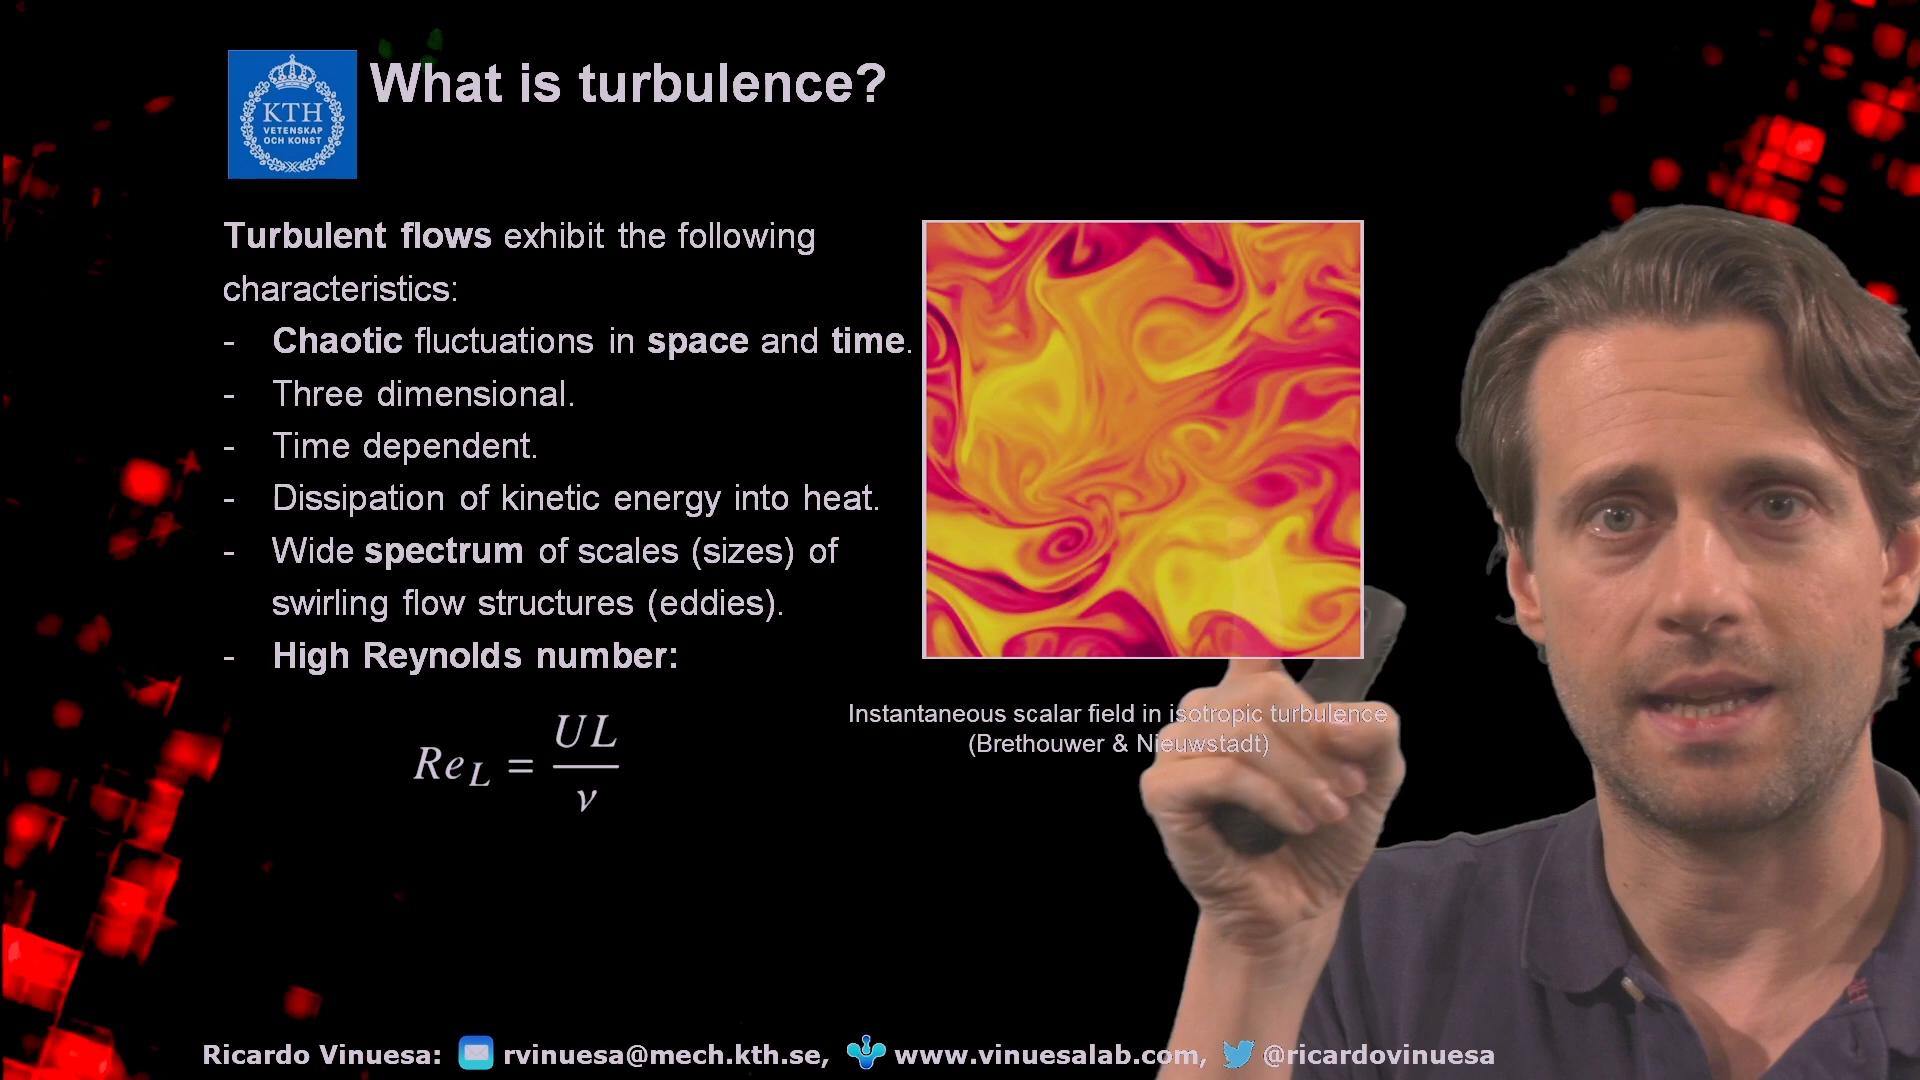 KTH
VETENSKAP
OCH KONST
What is turbulence?
Turbulent flows exhibit the following
characteristics:
- Chaotic fluctuations in space and time.
- Three dimensional.
- Time dependent.
- Dissipation of kinetic energy into heat.
- Wide spectrum of scales (sizes) of
swirling flow structures (eddies).
- High Reynolds number:
Re_L = UL / ν
Instantaneous scalar field in isotropic turbulence
(Brethouwer & Nieuwstadt)
Ricardo Vinuesa: rvinuesa@mech.kth.se, www.vinuesalab.com, @ricardovinuesa